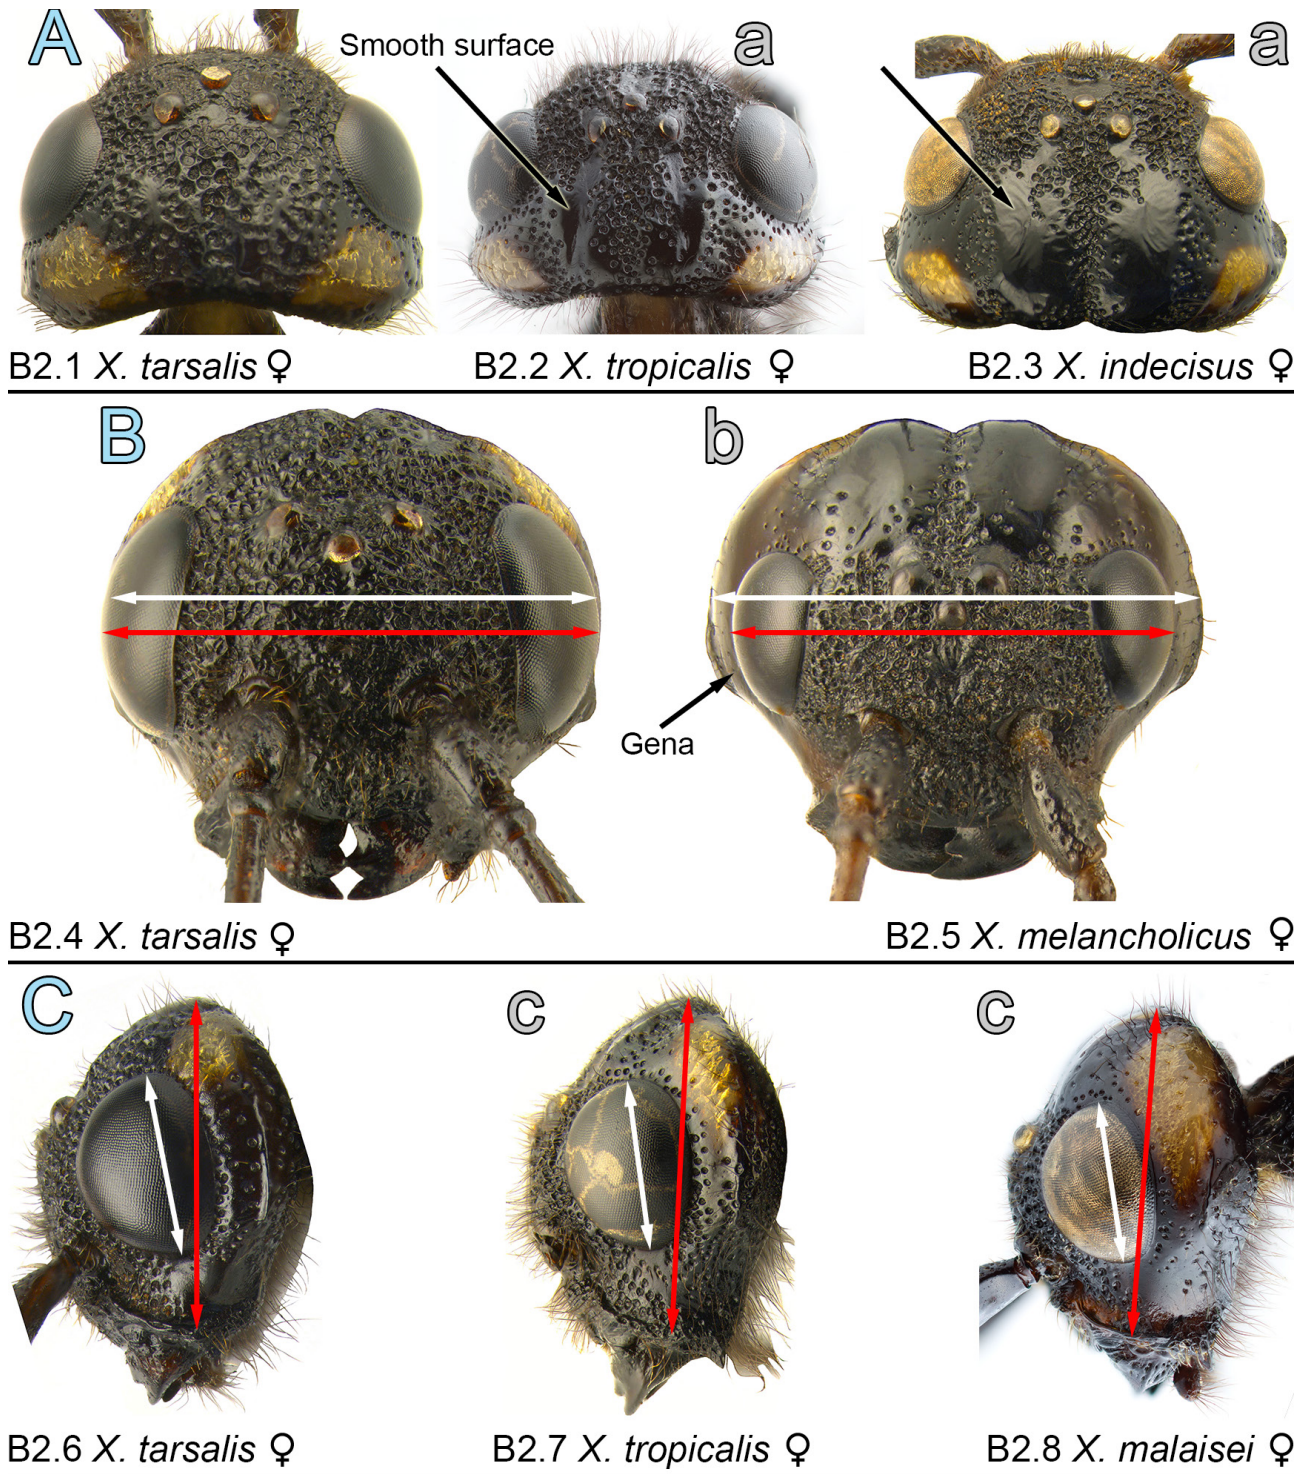 A
Smooth surface
a
a
B2.1 X. tarsalis ♀
B2.2 X. tropicalis ♀
B2.3 X. indecisus ♀
B
b
Gena
B2.4 X. tarsalis ♀
B2.5 X. melancholicus ♀
C
c
c
B2.6 X. tarsalis ♀
B2.7 X. tropicalis ♀
B2.8 X. malaisei ♀